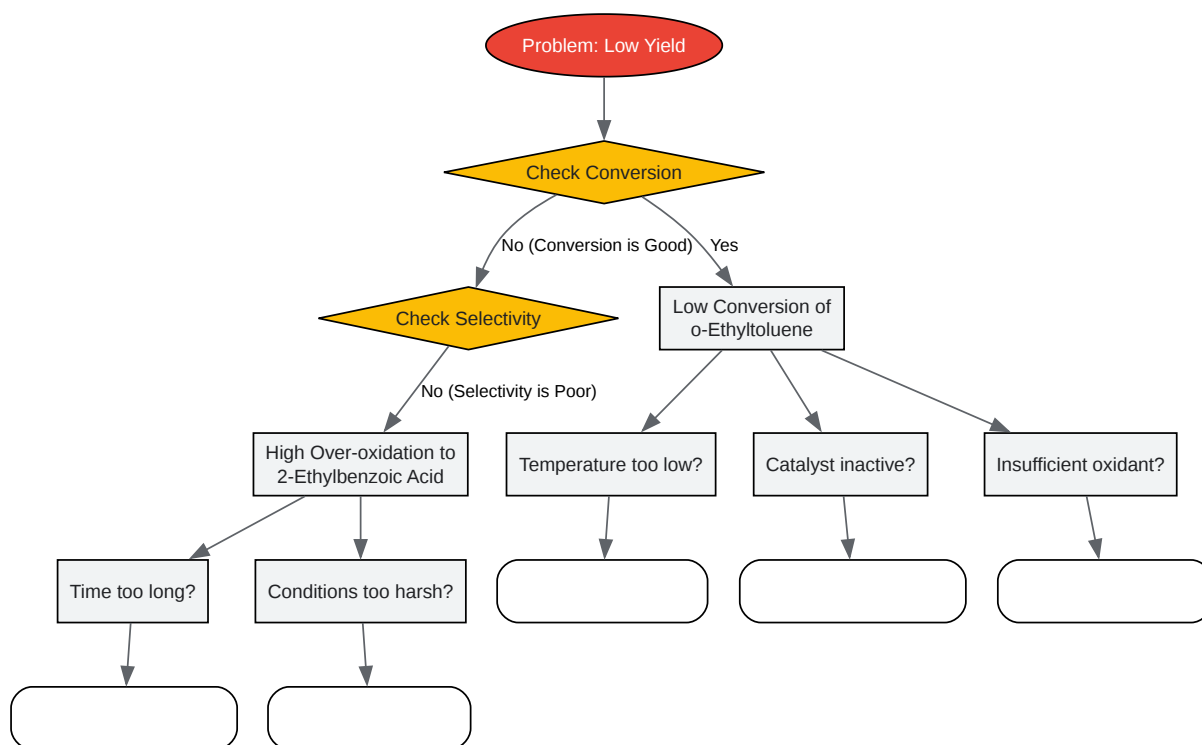 Problem: Low Yield
Check Conversion
No (Conversion is Good)
Yes
Check Selectivity
Low Conversion of
o-Ethyltoluene
No (Selectivity is Poor)
High Over-oxidation to
2-Ethylbenzoic Acid
Temperature too low?
Catalyst inactive?
Insufficient oxidant?
Time too long?
Conditions too harsh?